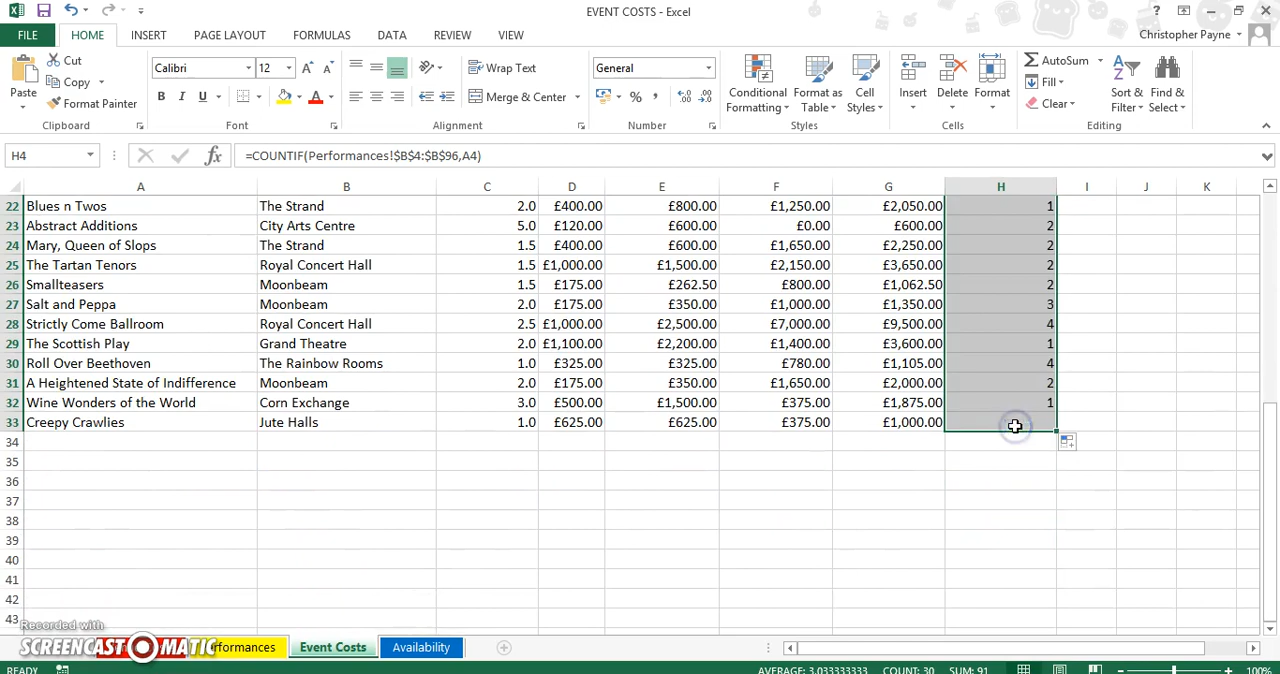 EVENT COSTS - Excel
?
FILE HOME INSERT PAGE LAYOUT FORMULAS DATA REVIEW VIEW Christopher Payne
Paste Cut Copy Format Painter Clipboard
Calibri 12 A A B I U A Font
Wrap Text Merge & Center Alignment
General % , Number
Conditional Formatting Format as Table Cell Styles Styles
Insert Delete Format Cells
AutoSum Fill Clear Sort & Filter Find & Select Editing
H4 fx =COUNTIF(Performances!$B$4:$B$96,A4)
A B C D E F G H I J K
22 Blues n Twos The Strand 2.0 £400.00 £800.00 £1,250.00 £2,050.00 1
23 Abstract Additions City Arts Centre 5.0 £120.00 £600.00 £0.00 £600.00 2
24 Mary, Queen of Slops The Strand 1.5 £400.00 £600.00 £1,650.00 £2,250.00 2
25 The Tartan Tenors Royal Concert Hall 1.5 £1,000.00 £1,500.00 £2,150.00 £3,650.00 2
26 Smallteasers Moonbeam 1.5 £175.00 £262.50 £800.00 £1,062.50 2
27 Salt and Peppa Moonbeam 2.0 £175.00 £350.00 £1,000.00 £1,350.00 3
28 Strictly Come Ballroom Royal Concert Hall 2.5 £1,000.00 £2,500.00 £7,000.00 £9,500.00 4
29 The Scottish Play Grand Theatre 2.0 £1,100.00 £2,200.00 £1,400.00 £3,600.00 1
30 Roll Over Beethoven The Rainbow Rooms 1.0 £325.00 £325.00 £780.00 £1,105.00 4
31 A Heightened State of Indifference Moonbeam 2.0 £175.00 £350.00 £1,650.00 £2,000.00 2
32 Wine Wonders of the World Corn Exchange 3.0 £500.00 £1,500.00 £375.00 £1,875.00 1
33 Creepy Crawlies Jute Halls 1.0 £625.00 £625.00 £375.00 £1,000.00
34
35
36
37
38
39
40
41
42
43
Recorded with
SCREENCAST-O-MATIC
rformances Event Costs Availability
READY AVERAGE: 3.033333333 COUNT: 30 SUM: 91 100%